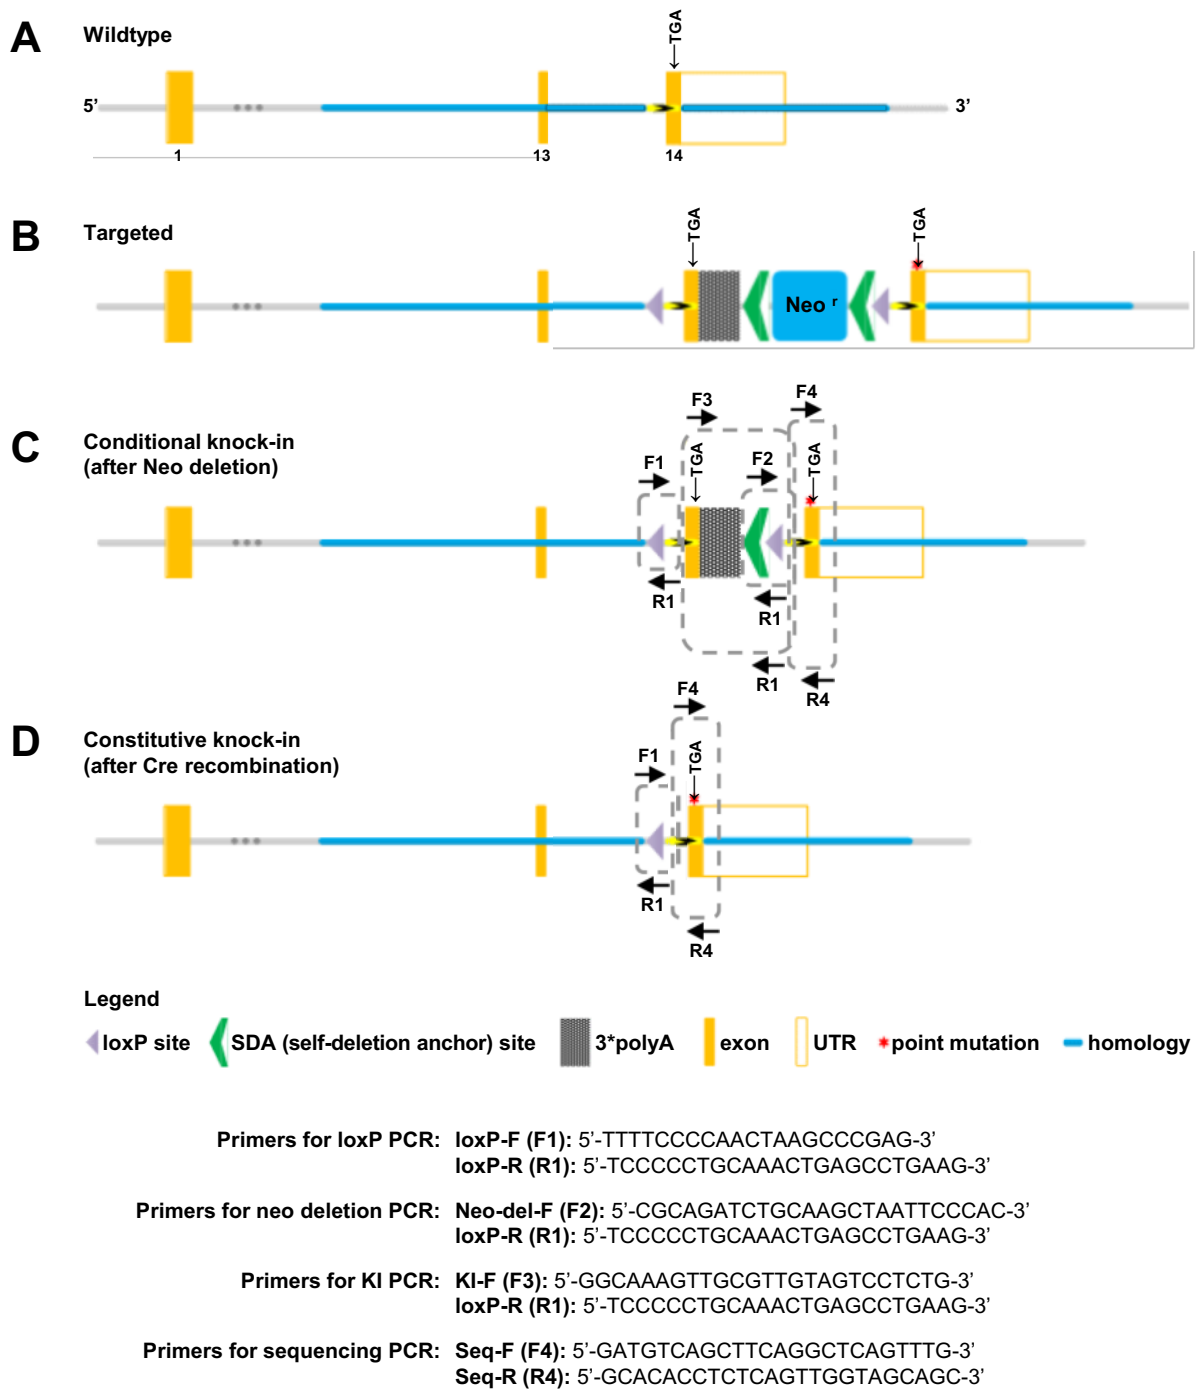 A
Wildtype
TGA
5’
3’
1
13
14
B
Targeted
TGA
TGA
Neo r
C
Conditional knock-in
(after Neo deletion)
F3
F4
F1
TGA
F2
TGA
R1
R1
R1
R4
D
Constitutive knock-in
(after Cre recombination)
F4
F1
TGA
R1
R4
Legend
loxP site
SDA (self-deletion anchor) site
3*polyA
exon
UTR
point mutation
homology
Primers for loxP PCR: loxP-F (F1): 5’-TTTTCCCCAACTAAGCCCGAG-3’
loxP-R (R1): 5’-TCCCCCTGCAAACTGAGCCTGAAG-3’
Primers for neo deletion PCR: Neo-del-F (F2): 5’-CGCAGATCTGCAAGCTAATTCCCAC-3’
loxP-R (R1): 5’-TCCCCCTGCAAACTGAGCCTGAAG-3’
Primers for KI PCR: KI-F (F3): 5’-GGCAAAGTTGCGTTGTAGTCCTCTG-3’
loxP-R (R1): 5’-TCCCCCTGCAAACTGAGCCTGAAG-3’
Primers for sequencing PCR: Seq-F (F4): 5’-GATGTCAGCTTCAGGCTCAGTTTG-3’
Seq-R (R4): 5’-GCACACCTCTCAGTTGGTAGCAGC-3’